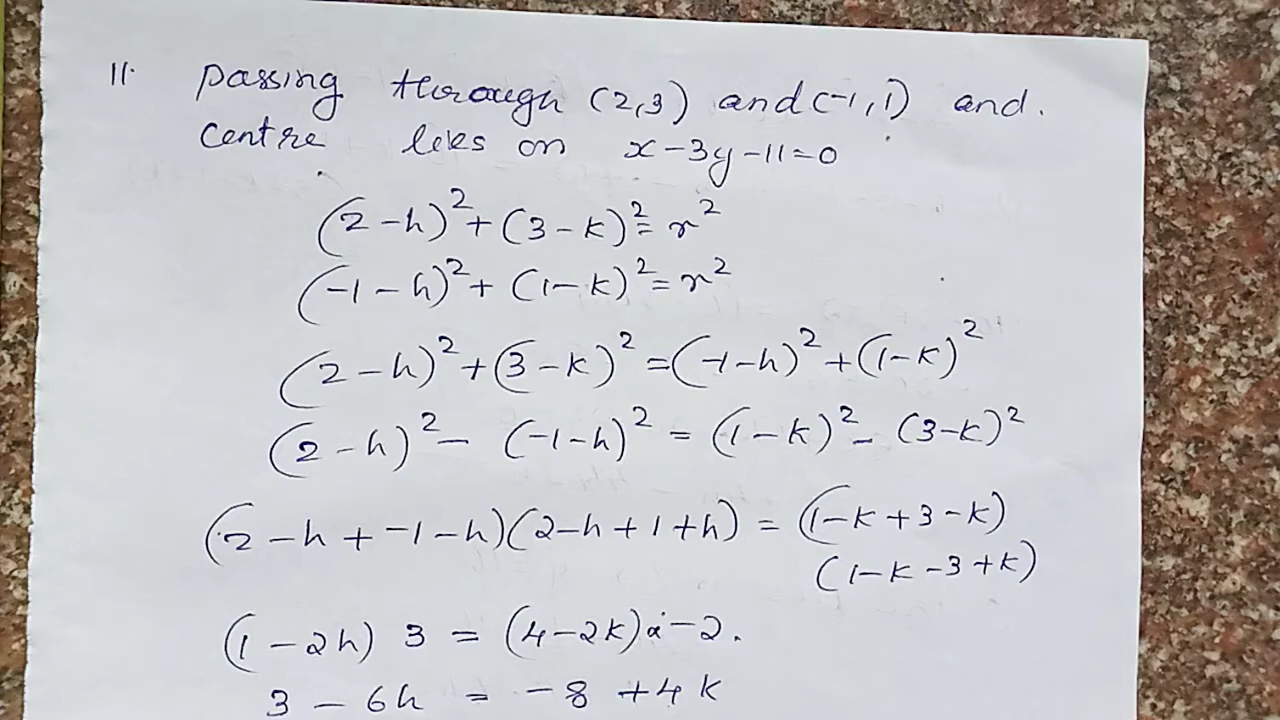 11. Passing through (2,3) and (-1,1) and.
centre lies on x-3y-11=0
(2-h)²+(3-k)²=r²
(-1-h)²+(1-k)²=r²
(2-h)²+(3-k)²=(-1-h)²+(1-k)²
(2-h)²-(-1-h)²=(1-k)²-(3-k)²
(2-h+-1-h)(2-h+1+h)=(1-k+3-k)
(1-k-3+k)
(1-2h) 3 = (4-2k)x-2.
3-6h = -8+4k